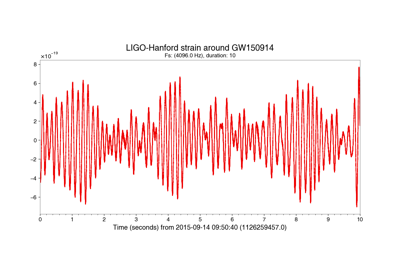 LIGO-Hanford strain around GW150914
Fs: (4096.0 Hz), duration: 10
×10⁻¹⁹
8
6
4
2
0
−2
−4
−6
0 1 2 3 4 5 6 7 8 9 10
Time (seconds) from 2015-09-14 09:50:40 (1126259457.0)